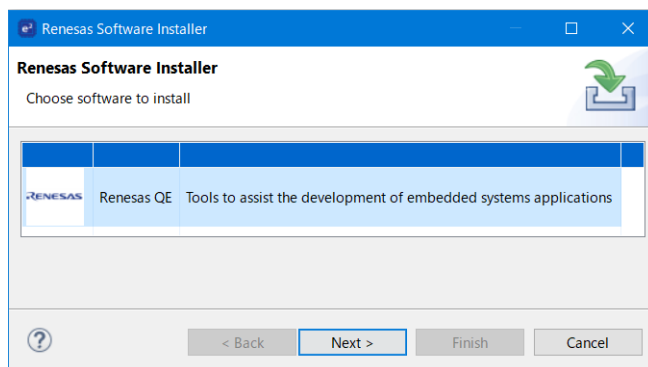 e² Renesas Software Installer
Renesas Software Installer
Choose software to install
RENESAS Renesas QE Tools to assist the development of embedded systems applications
? < Back Next > Finish Cancel